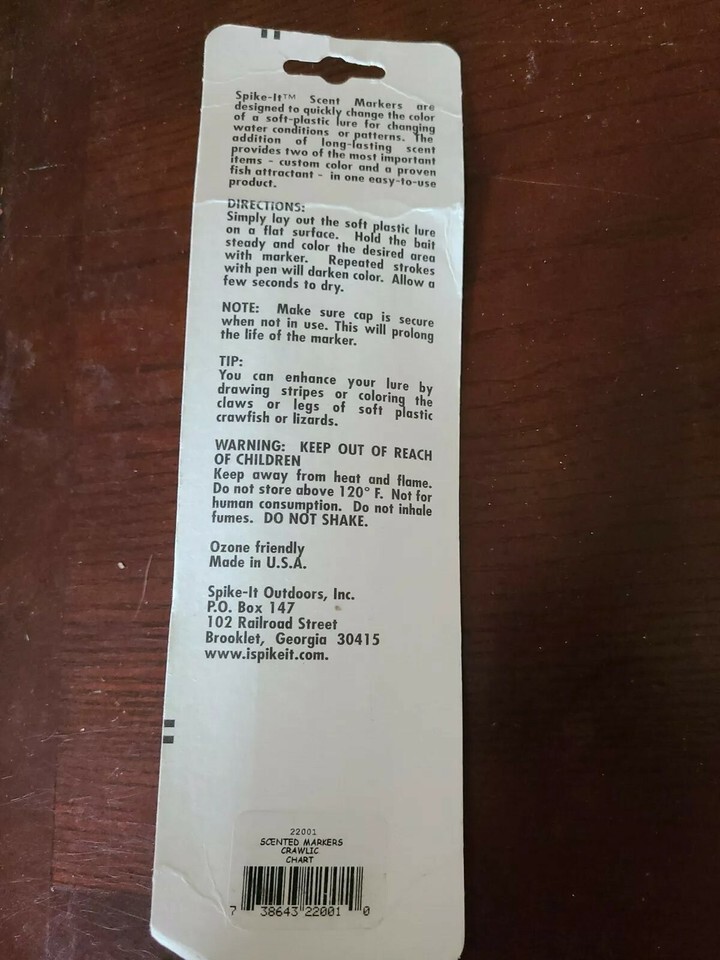 Spike-It™ Scent Markers are
designed to quickly change the color
of a soft-plastic lure for changing
water conditions or patterns. The
addition of long-lasting scent
provides two of the most important
items - custom color and a proven
fish attractant - in one easy-to-use
product.
DIRECTIONS:
Simply lay out the soft plastic lure
on a flat surface. Hold the bait
steady and color the desired area
with marker. Repeated strokes
with pen will darken color. Allow a
few seconds to dry.
NOTE: Make sure cap is secure
when not in use. This will prolong
the life of the marker.
TIP:
You can enhance your lure by
drawing stripes or coloring the
claws or legs of soft plastic
crawfish or lizards.
WARNING: KEEP OUT OF REACH
OF CHILDREN
Keep away from heat and flame.
Do not store above 120° F. Not for
human consumption. Do not inhale
fumes. DO NOT SHAKE.
Ozone friendly
Made in U.S.A.
Spike-It Outdoors, Inc.
P.O. Box 147
102 Railroad Street
Brooklet, Georgia 30415
www.ispikeit.com.
22001
SCENTED MARKERS
CRAWLIC
CHART
7 38643 22001 0